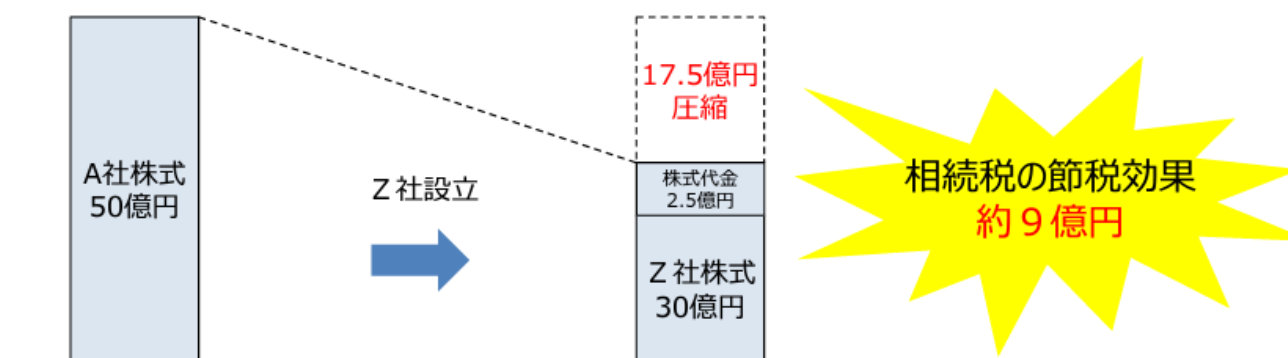 17.5億円
圧縮
A社株式
50億円
Z社設立
株式代金
2.5億円
Z社株式
30億円
相続税の節税効果
約9億円